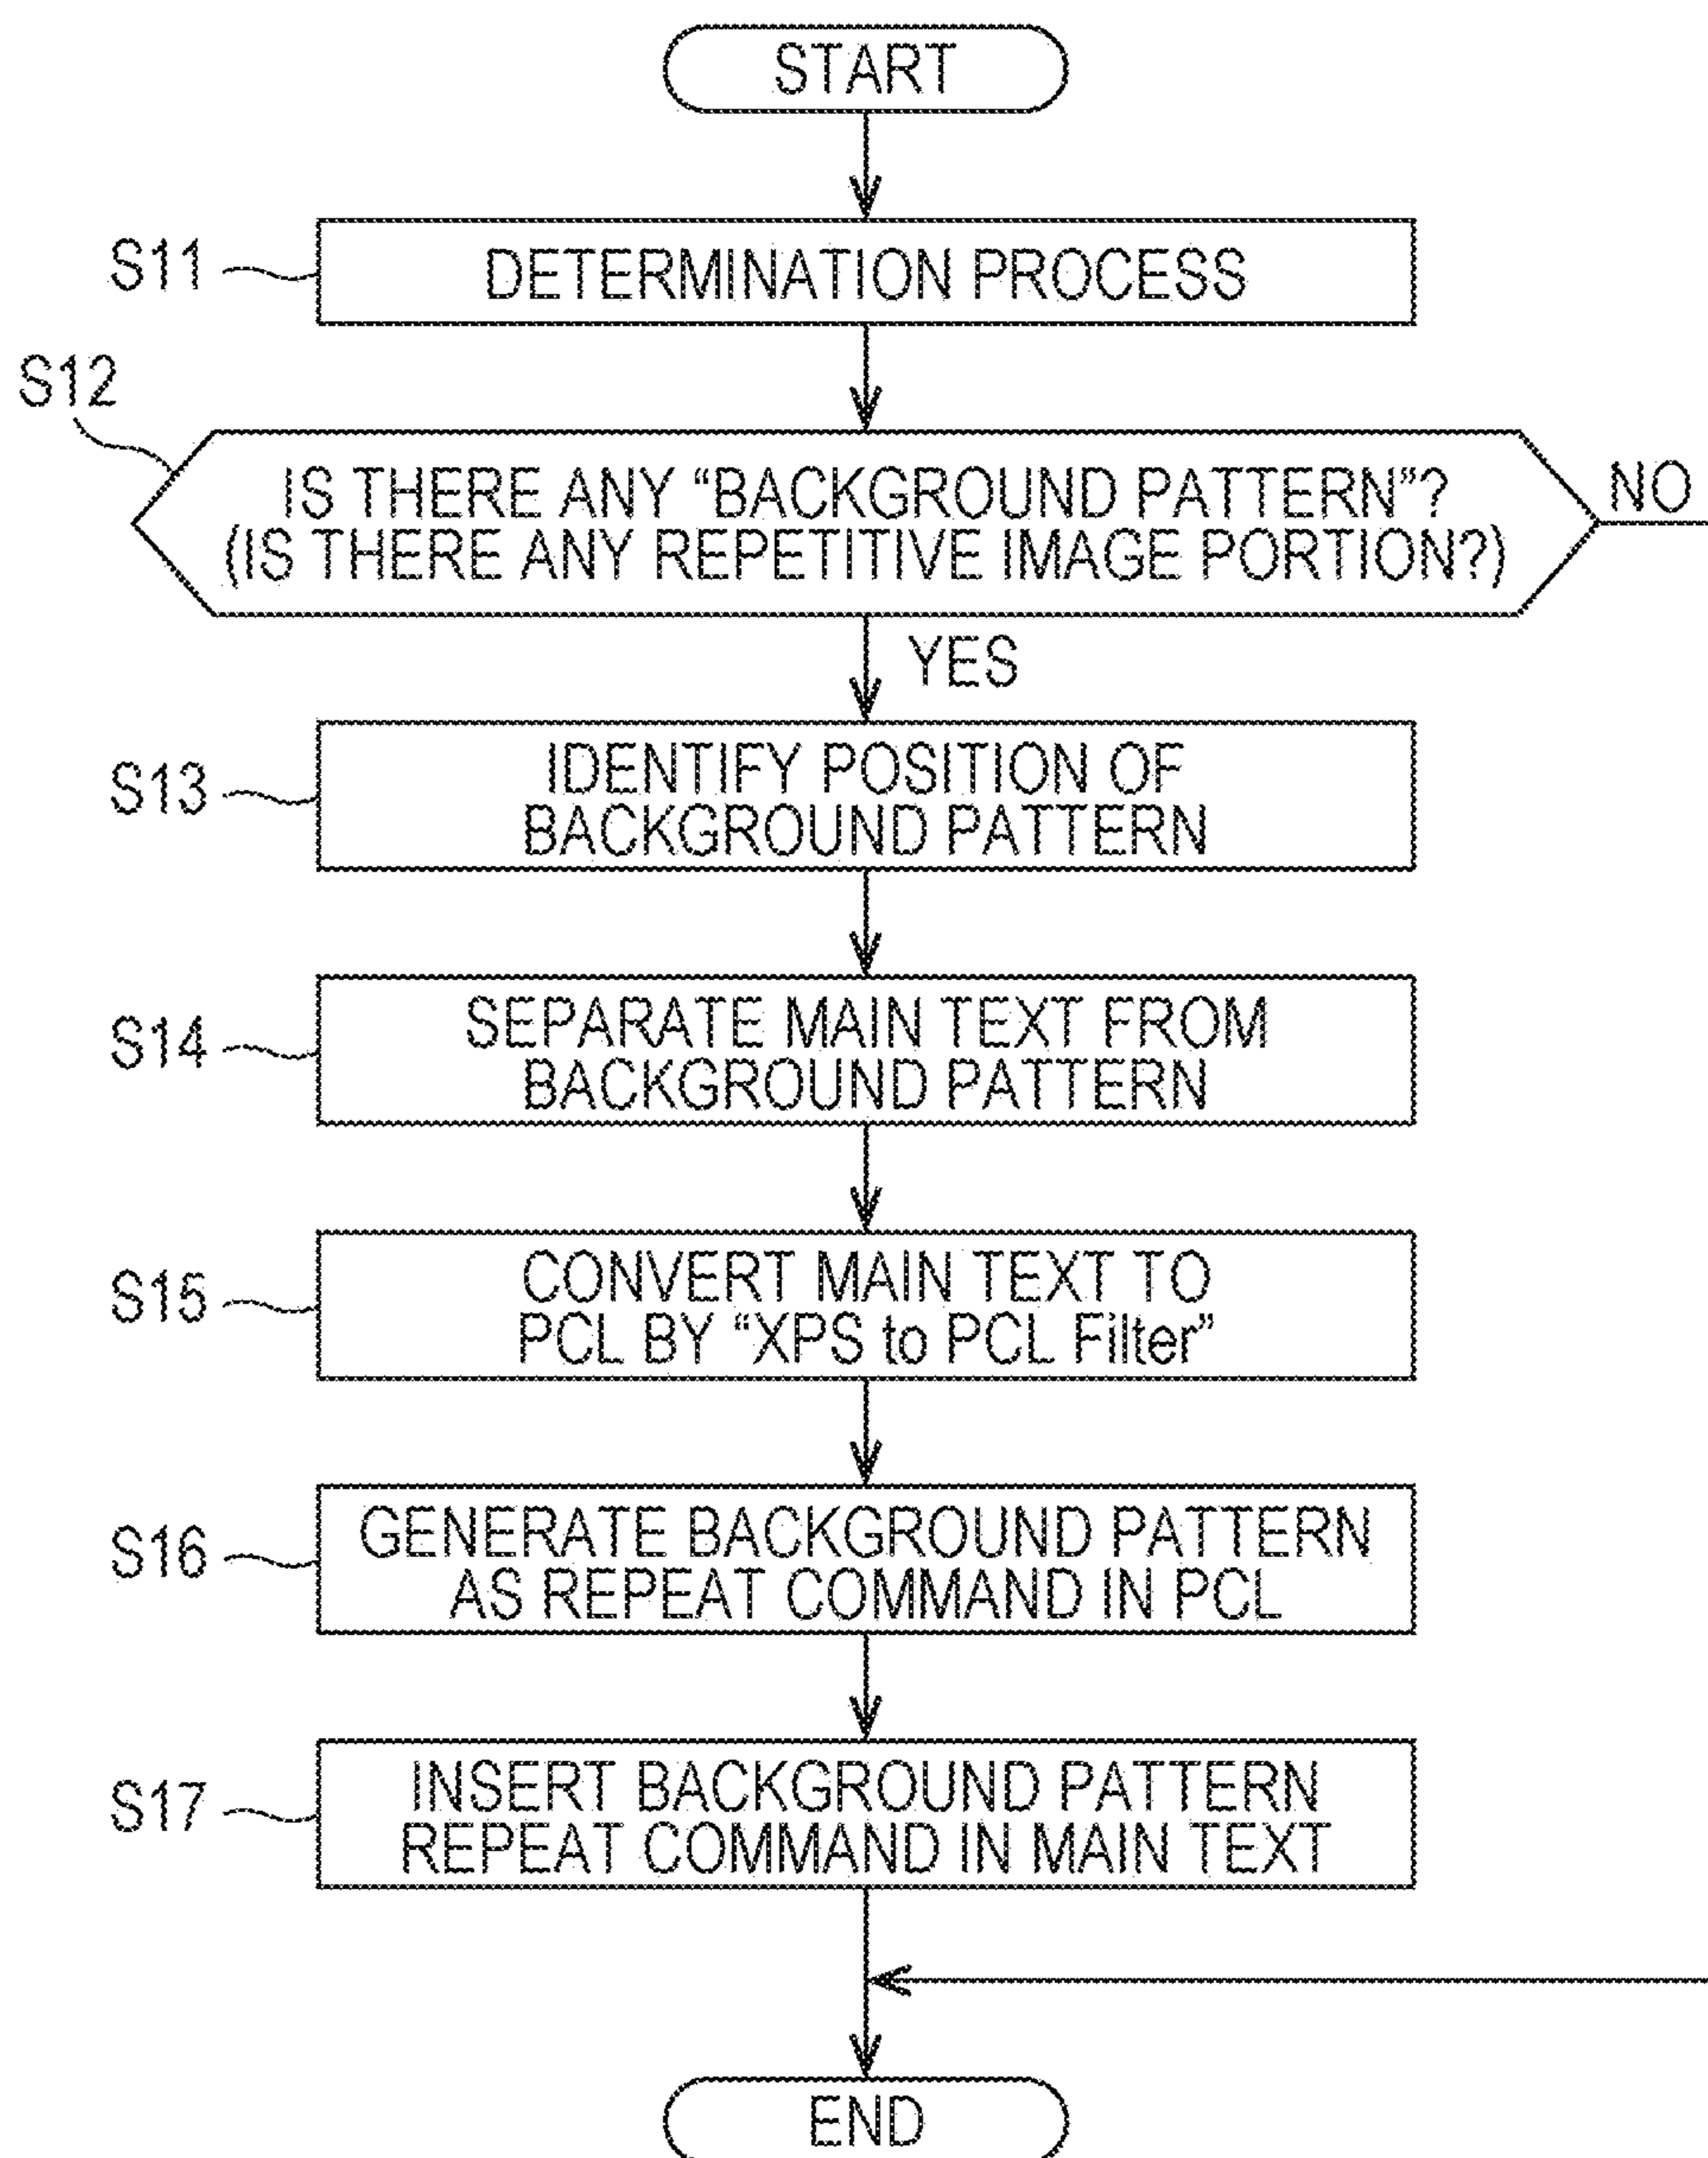 START
S11
DETERMINATION PROCESS
S12
IS THERE ANY “BACKGROUND PATTERN”?
(IS THERE ANY REPETITIVE IMAGE PORTION?)
NO
YES
S13
IDENTIFY POSITION OF
BACKGROUND PATTERN
S14
SEPARATE MAIN TEXT FROM
BACKGROUND PATTERN
S15
CONVERT MAIN TEXT TO
PCL BY “XPS to PCL Filter”
S16
GENERATE BACKGROUND PATTERN
AS REPEAT COMMAND IN PCL
S17
INSERT BACKGROUND PATTERN
REPEAT COMMAND IN MAIN TEXT
END